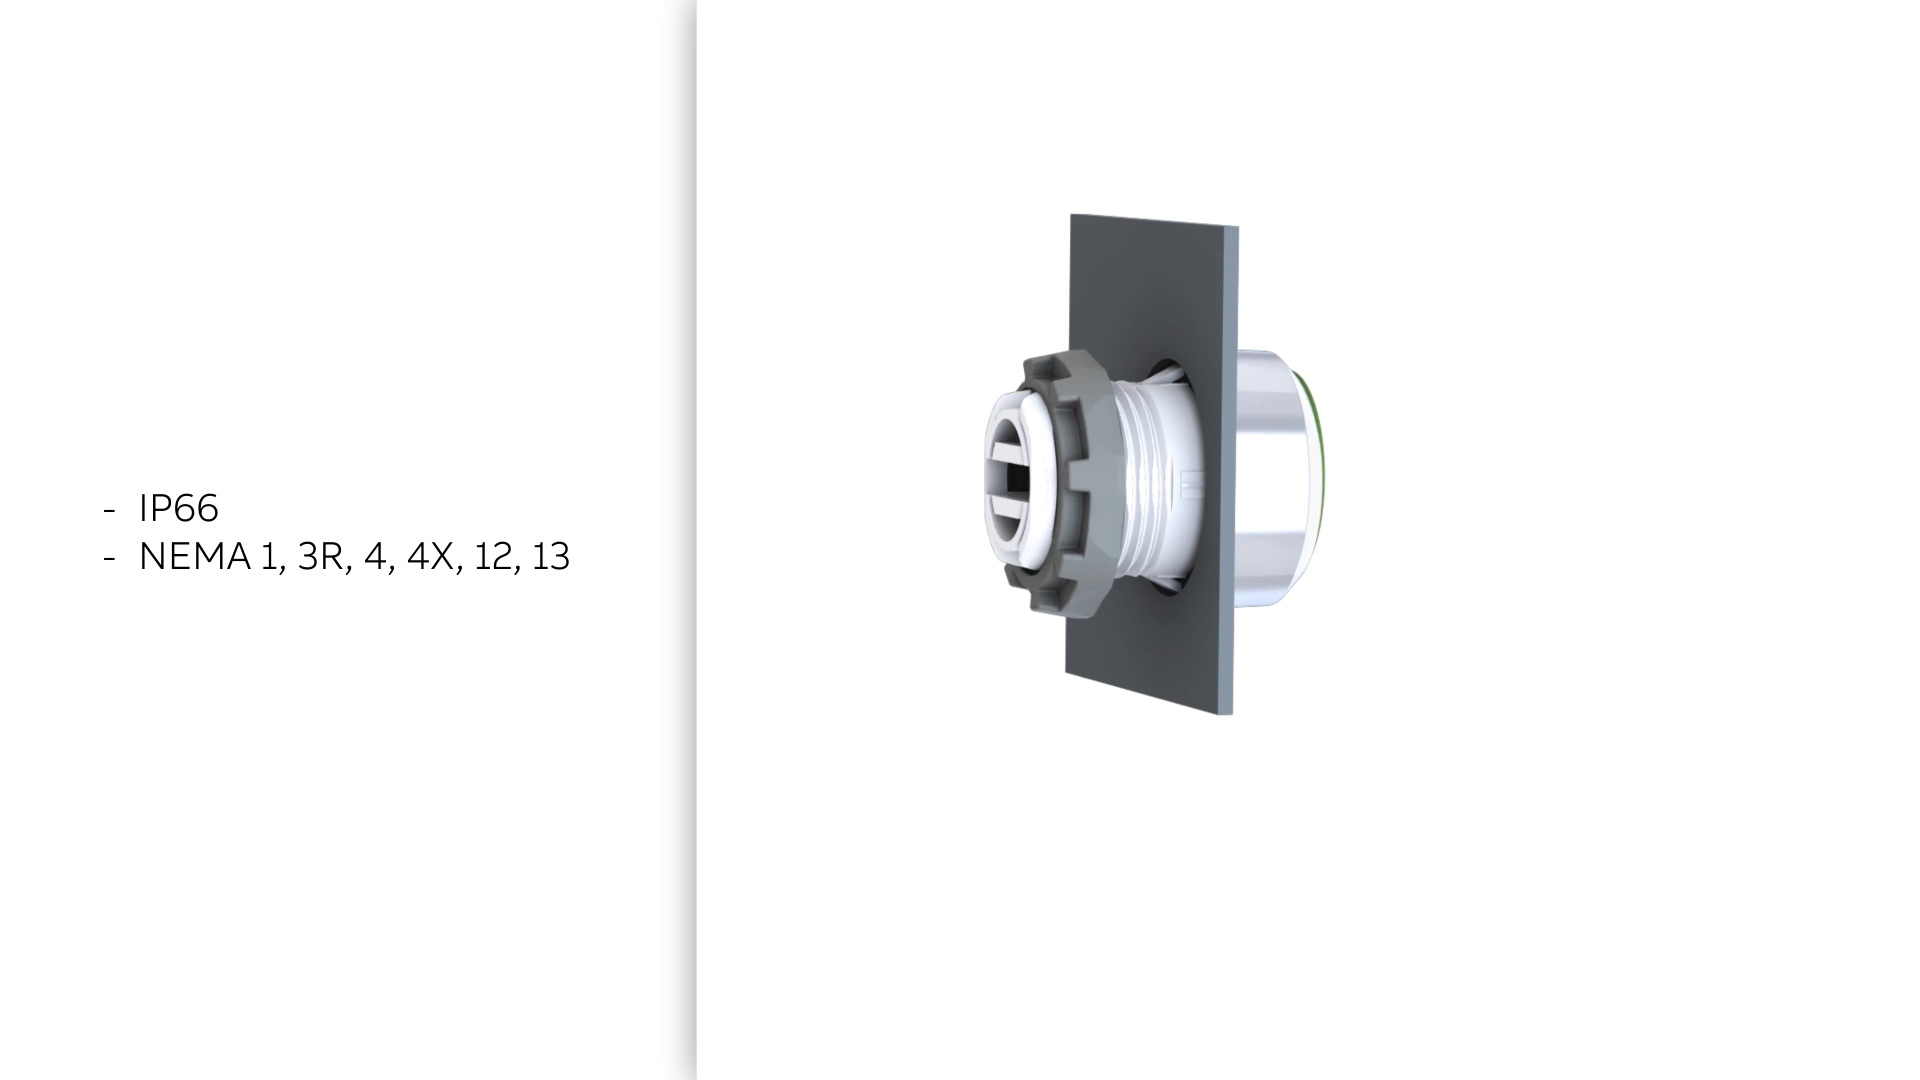 - IP66
- NEMA 1, 3R, 4, 4X, 12, 13